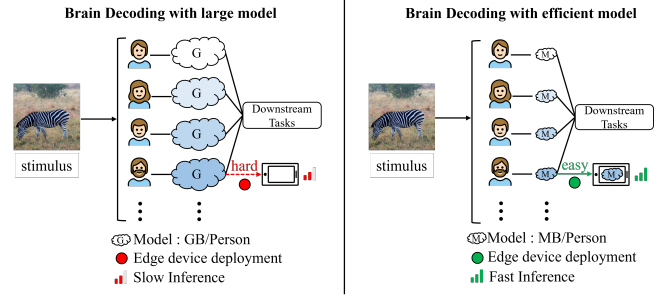 Brain Decoding with large model
G
G
G
G
Downstream
Tasks
stimulus
hard
G Model : GB/Person
Edge device deployment
Slow Inference
Brain Decoding with efficient model
M
M
M
M
Downstream
Tasks
stimulus
easy
M
M Model : MB/Person
Edge device deployment
Fast Inference